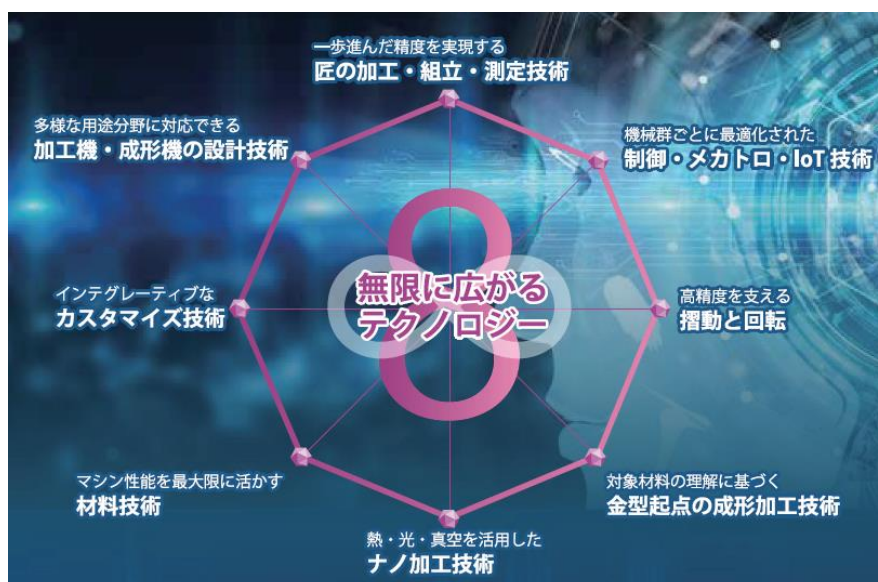 一歩進んだ精度を実現する
匠の加工・組立・測定技術
多様な用途分野に対応できる
加工機・成形機の設計技術
機械群ごとに最適化された
制御・メカトロ・IoT 技術
8
無限に広がる
テクノロジー
インテグレーティブな
カスタマイズ技術
高精度を支える
摺動と回転
マシン性能を最大限に活かす
材料技術
対象材料の理解に基づく
金型起点の成形加工技術
熱・光・真空を活用した
ナノ加工技術